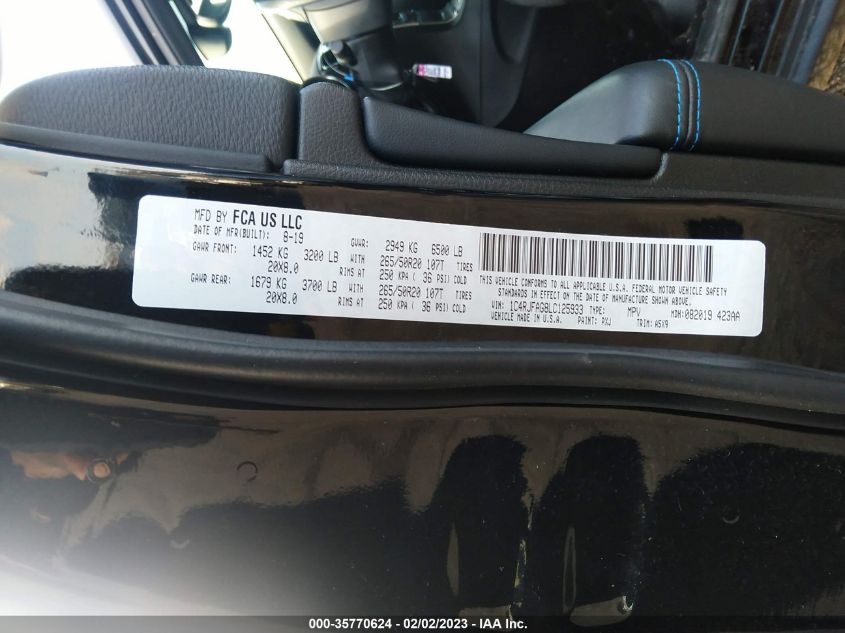 MFD BY FCA US LLC
DATE OF MFR(BUILT): 8-19 GVWR: 2949 KG 6500 LB
GAWR FRONT: 1452 KG 3200 LB WITH 265/50R20 107T TIRES
20X8.0 RIMS AT 250 KPA ( 36 PSI) COLD
GAWR REAR: 1679 KG 3700 LB WITH 265/50R20 107T TIRES
20X8.0 RIMS AT 250 KPA ( 36 PSI) COLD
THIS VEHICLE CONFORMS TO ALL APPLICABLE U.S.A. FEDERAL MOTOR VEHICLE SAFETY
STANDARDS IN EFFECT ON THE DATE OF MANUFACTURE SHOWN ABOVE.
VIN: 1C4RJFAG8LC125933 TYPE: MPV MDH: 082019 423AA
VEHICLE MADE IN U.S.A. PAINT: PXJ TRIM: A5X9
000-35770624 - 02/02/2023 - IAA Inc.